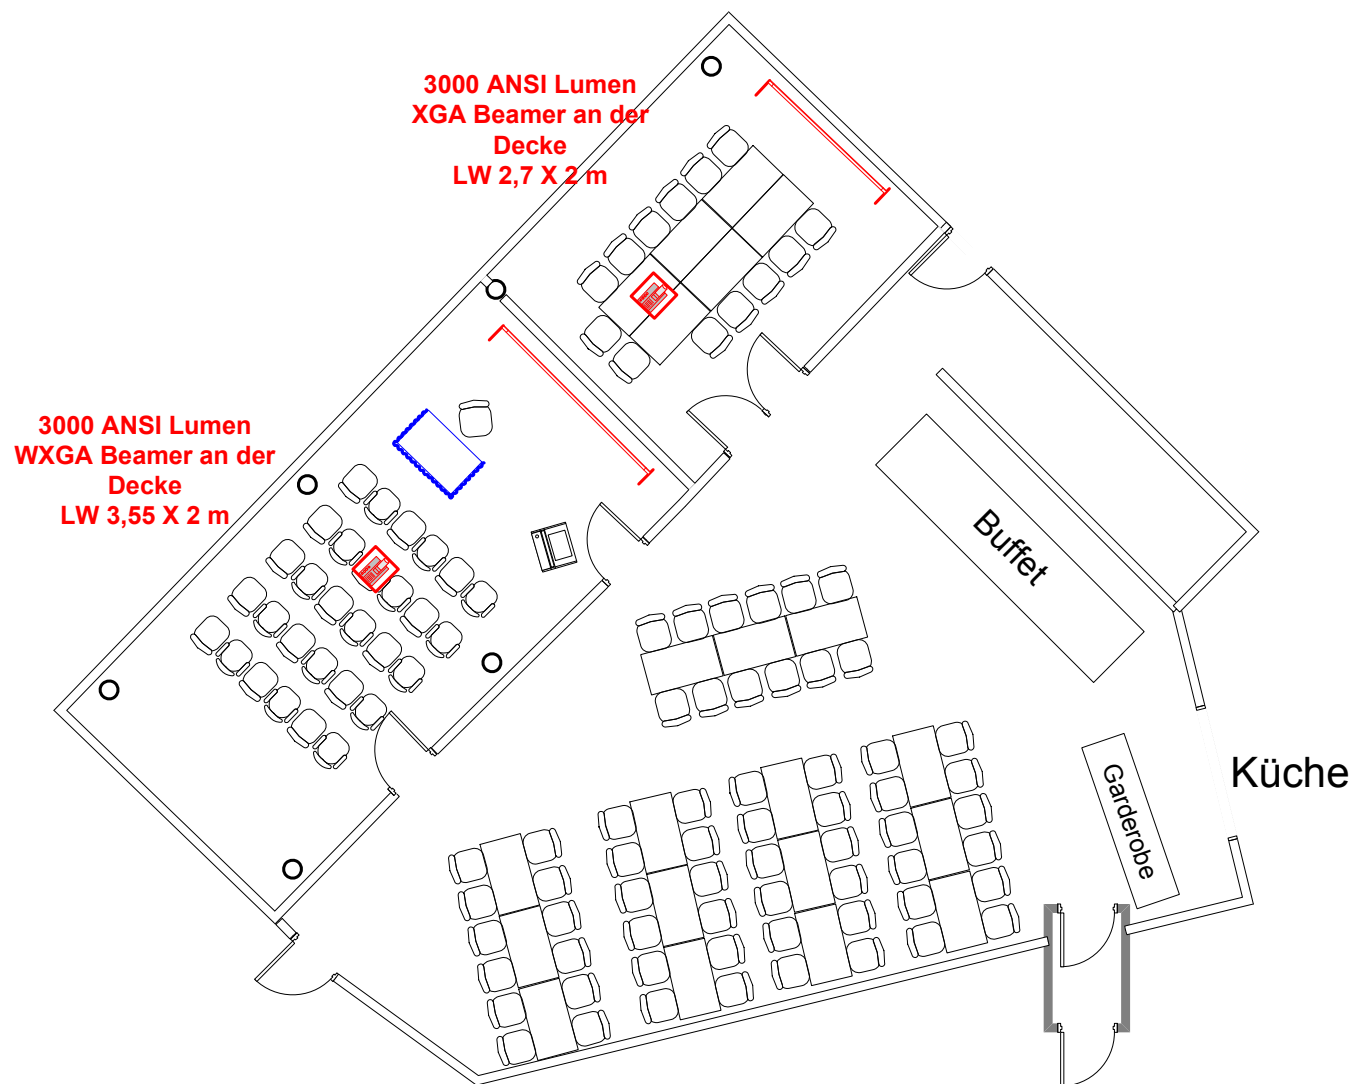 3000 ANSI Lumen
XGA Beamer an der
Decke
LW 2,7 X 2 m
3000 ANSI Lumen
WXGA Beamer an der
Decke
LW 3,55 X 2 m
Buffet
Küche
Garderobe